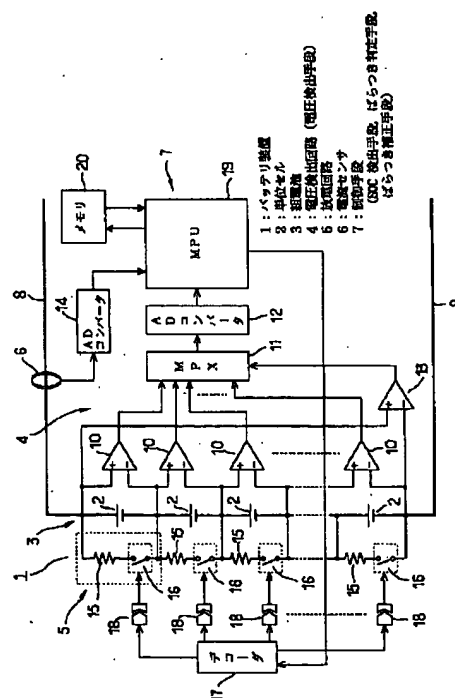 1
3
5
15
2
16
18
10
15
2
16
18
10
15
2
16
18
10
15
2
16
18
10
デコーダ
17
4
6
8
14
ADコンバータ
メモリ
20
MPX
11
ADコンバータ
12
MPU
19
7
13
9
1:バッテリ装置
2:単位セル
3:組電池
4:電圧検出回路(電圧検出手段)
5:放電回路
6:電流センサ
7:制御手段
(SOC 検出手段、ばらつき判定手段
ばらつき補正手段)